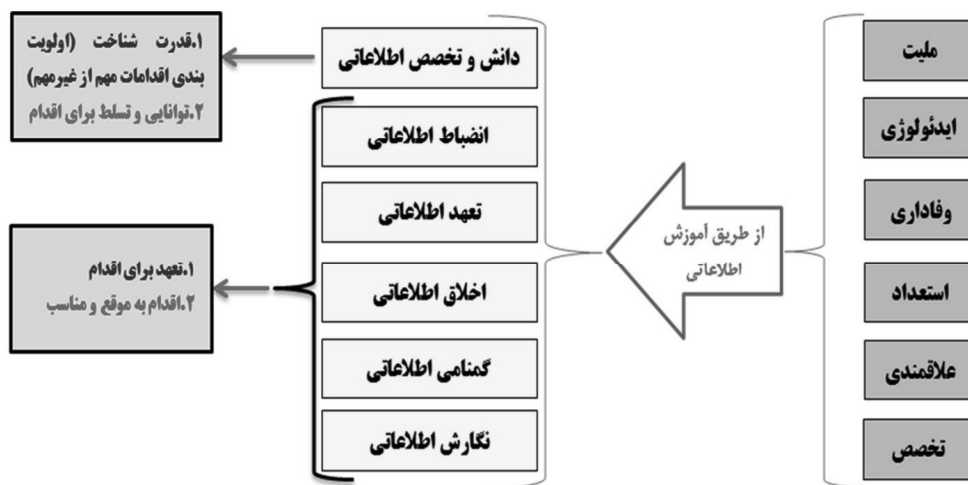 ملیت
ایدئولوژی
وفاداری
استعداد
علاقمندی
تخصص
از طریق آموزش
اطلاعاتی
دانش و تخصص اطلاعاتی
انضباط اطلاعاتی
تعهد اطلاعاتی
اخلاق اطلاعاتی
گمنامی اطلاعاتی
نگارش اطلاعاتی
۱.قدرت شناخت (اولویت
بندی اقدامات مهم از غیرمهم)
۲.توانایی و تسلط برای اقدام
۱.تعهد برای اقدام
۲.اقدام به موقع و مناسب